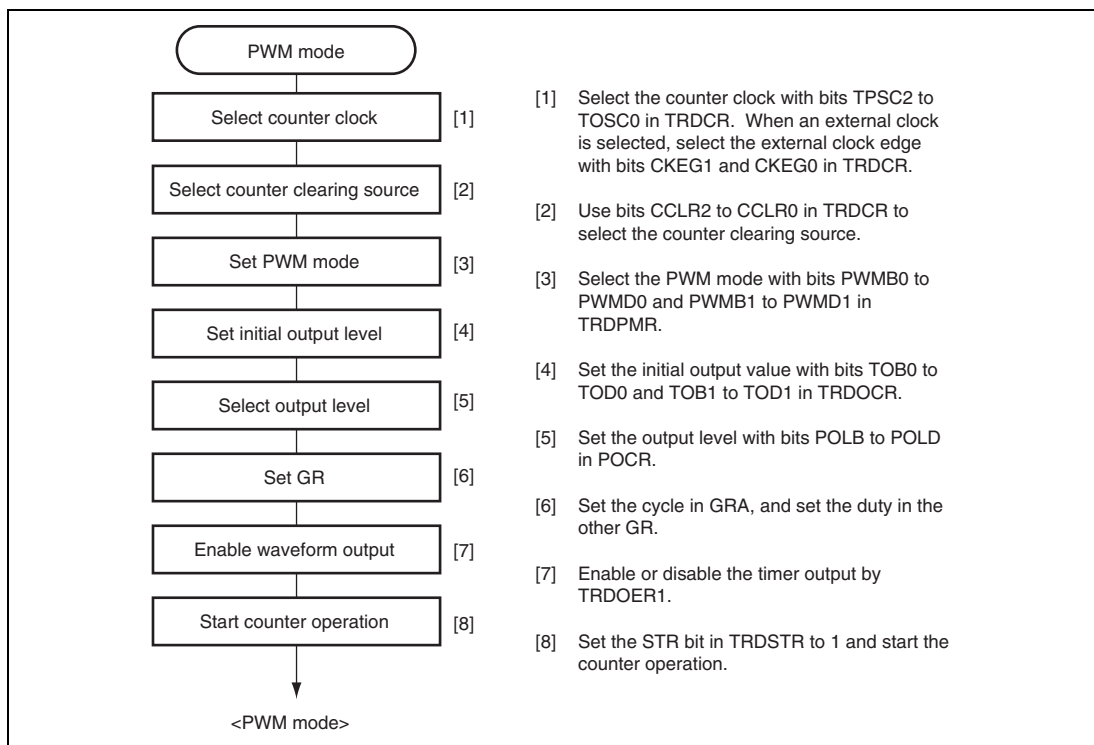 PWM mode
Select counter clock [1]
Select counter clearing source [2]
Set PWM mode [3]
Set initial output level [4]
Select output level [5]
Set GR [6]
Enable waveform output [7]
Start counter operation [8]
<PWM mode>
[1] Select the counter clock with bits TPSC2 to
TOSC0 in TRDCR. When an external clock
is selected, select the external clock edge
with bits CKEG1 and CKEG0 in TRDCR.
[2] Use bits CCLR2 to CCLR0 in TRDCR to
select the counter clearing source.
[3] Select the PWM mode with bits PWMB0 to
PWMD0 and PWMB1 to PWMD1 in
TRDPMR.
[4] Set the initial output value with bits TOB0 to
TOD0 and TOB1 to TOD1 in TRDOCR.
[5] Set the output level with bits POLB to POLD
in POCR.
[6] Set the cycle in GRA, and set the duty in the
other GR.
[7] Enable or disable the timer output by
TRDOER1.
[8] Set the STR bit in TRDSTR to 1 and start the
counter operation.